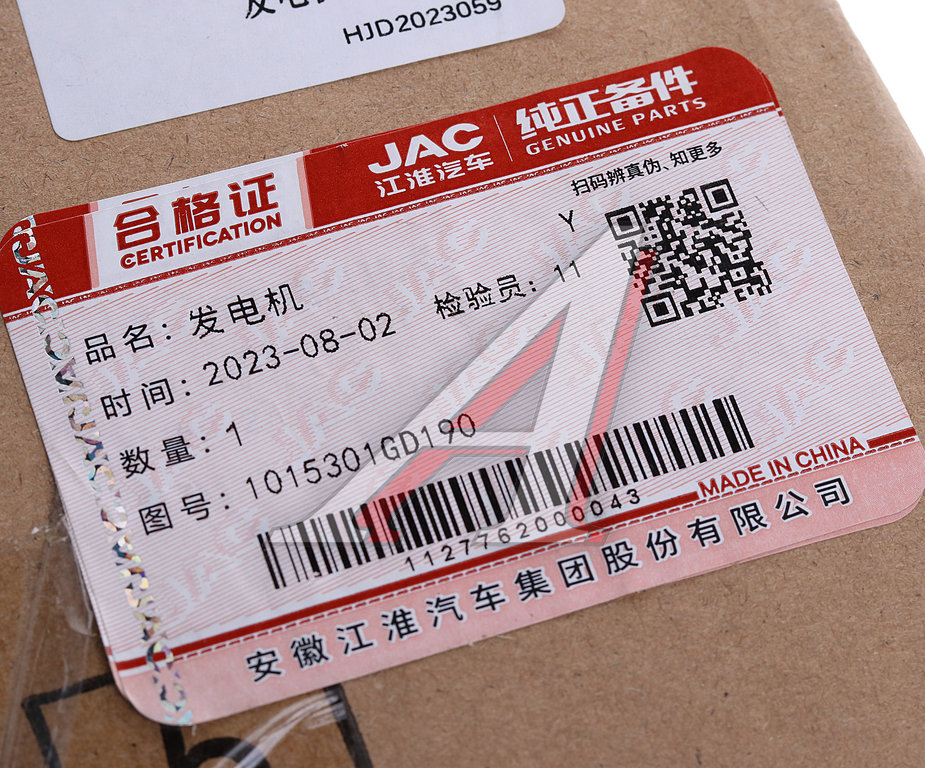 发电机
HJD2023059
合格证
CERTIFICATION
JAC
江淮汽车
纯正备件
GENUINE PARTS
扫码辨真伪、知更多
Y
品名：发电机
检验员：11
时间：2023-08-02
数量：1
图号：1015301GD190
1127762000043
MADE IN CHINA
安徽江淮汽车集团股份有限公司